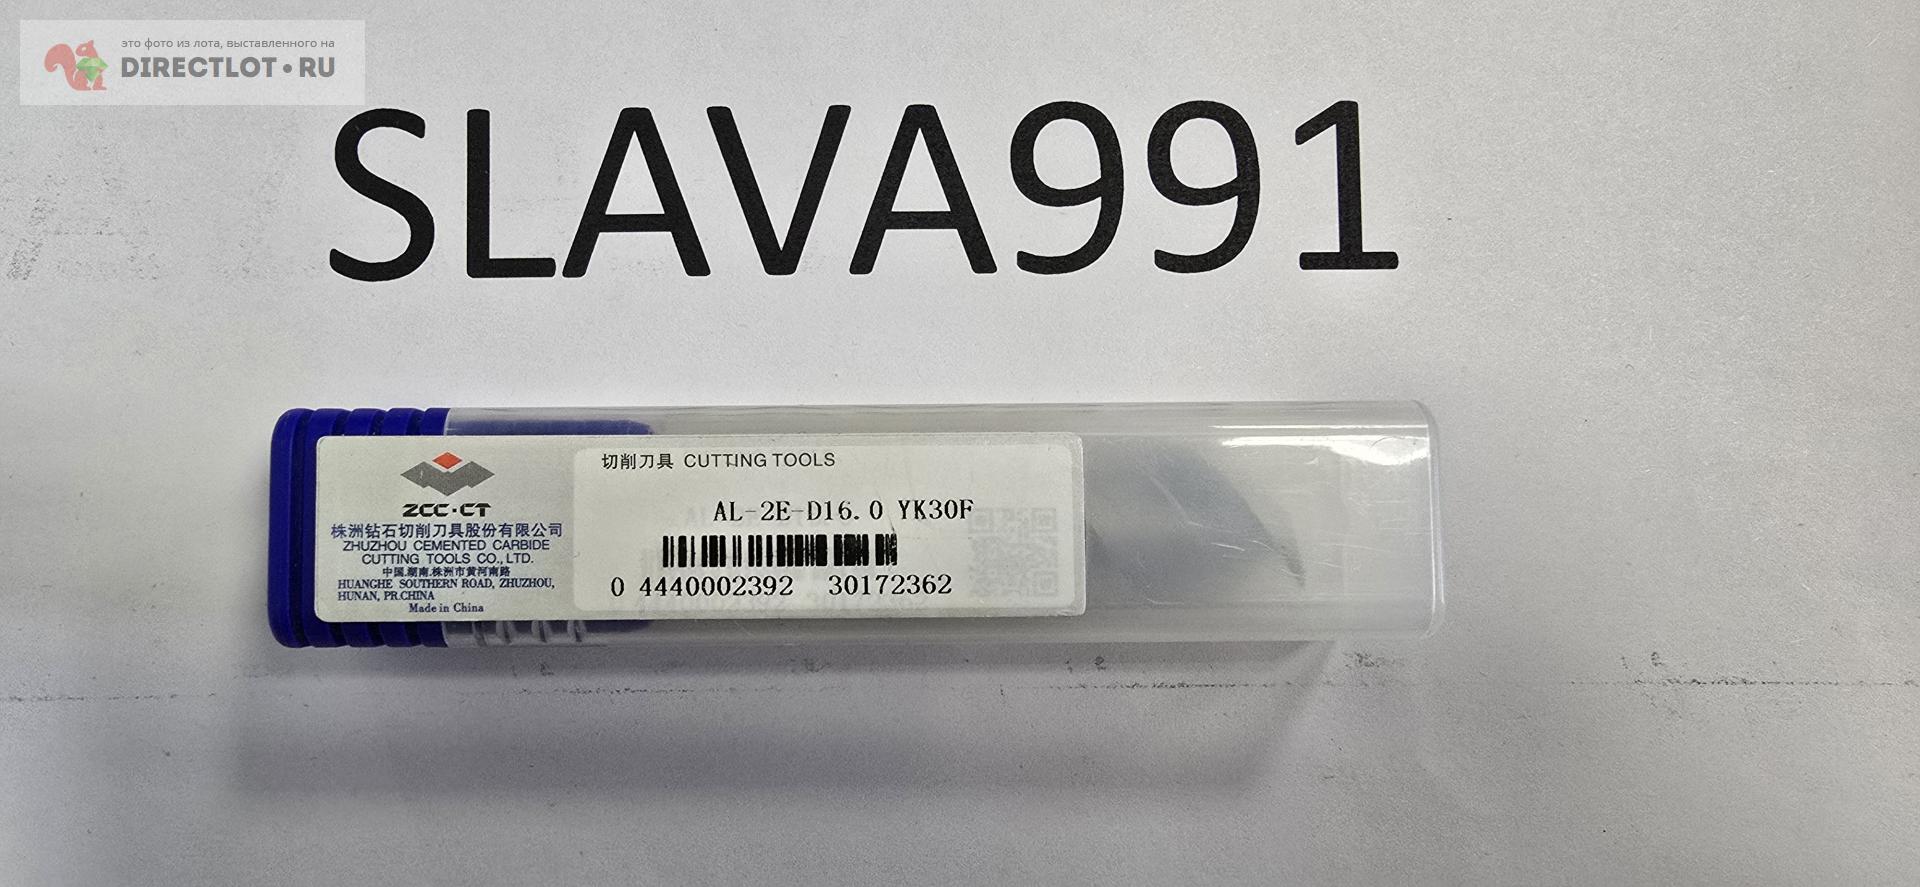 это фото из лота, выставленного на
DIRECTLOT•RU
SLAVA991
切削刀具 CUTTING TOOLS
AL-2E-D16.0 YK30F
0 4440002392 30172362
ZCC·CT
株洲钻石切削刀具股份有限公司
ZHUZHOU CEMENTED CARBIDE
CUTTING TOOLS CO., LTD.
中国.湖南.株洲市黄河南路
HUANGHE SOUTHERN ROAD, ZHUZHOU,
HUNAN, PR.CHINA
Made in China